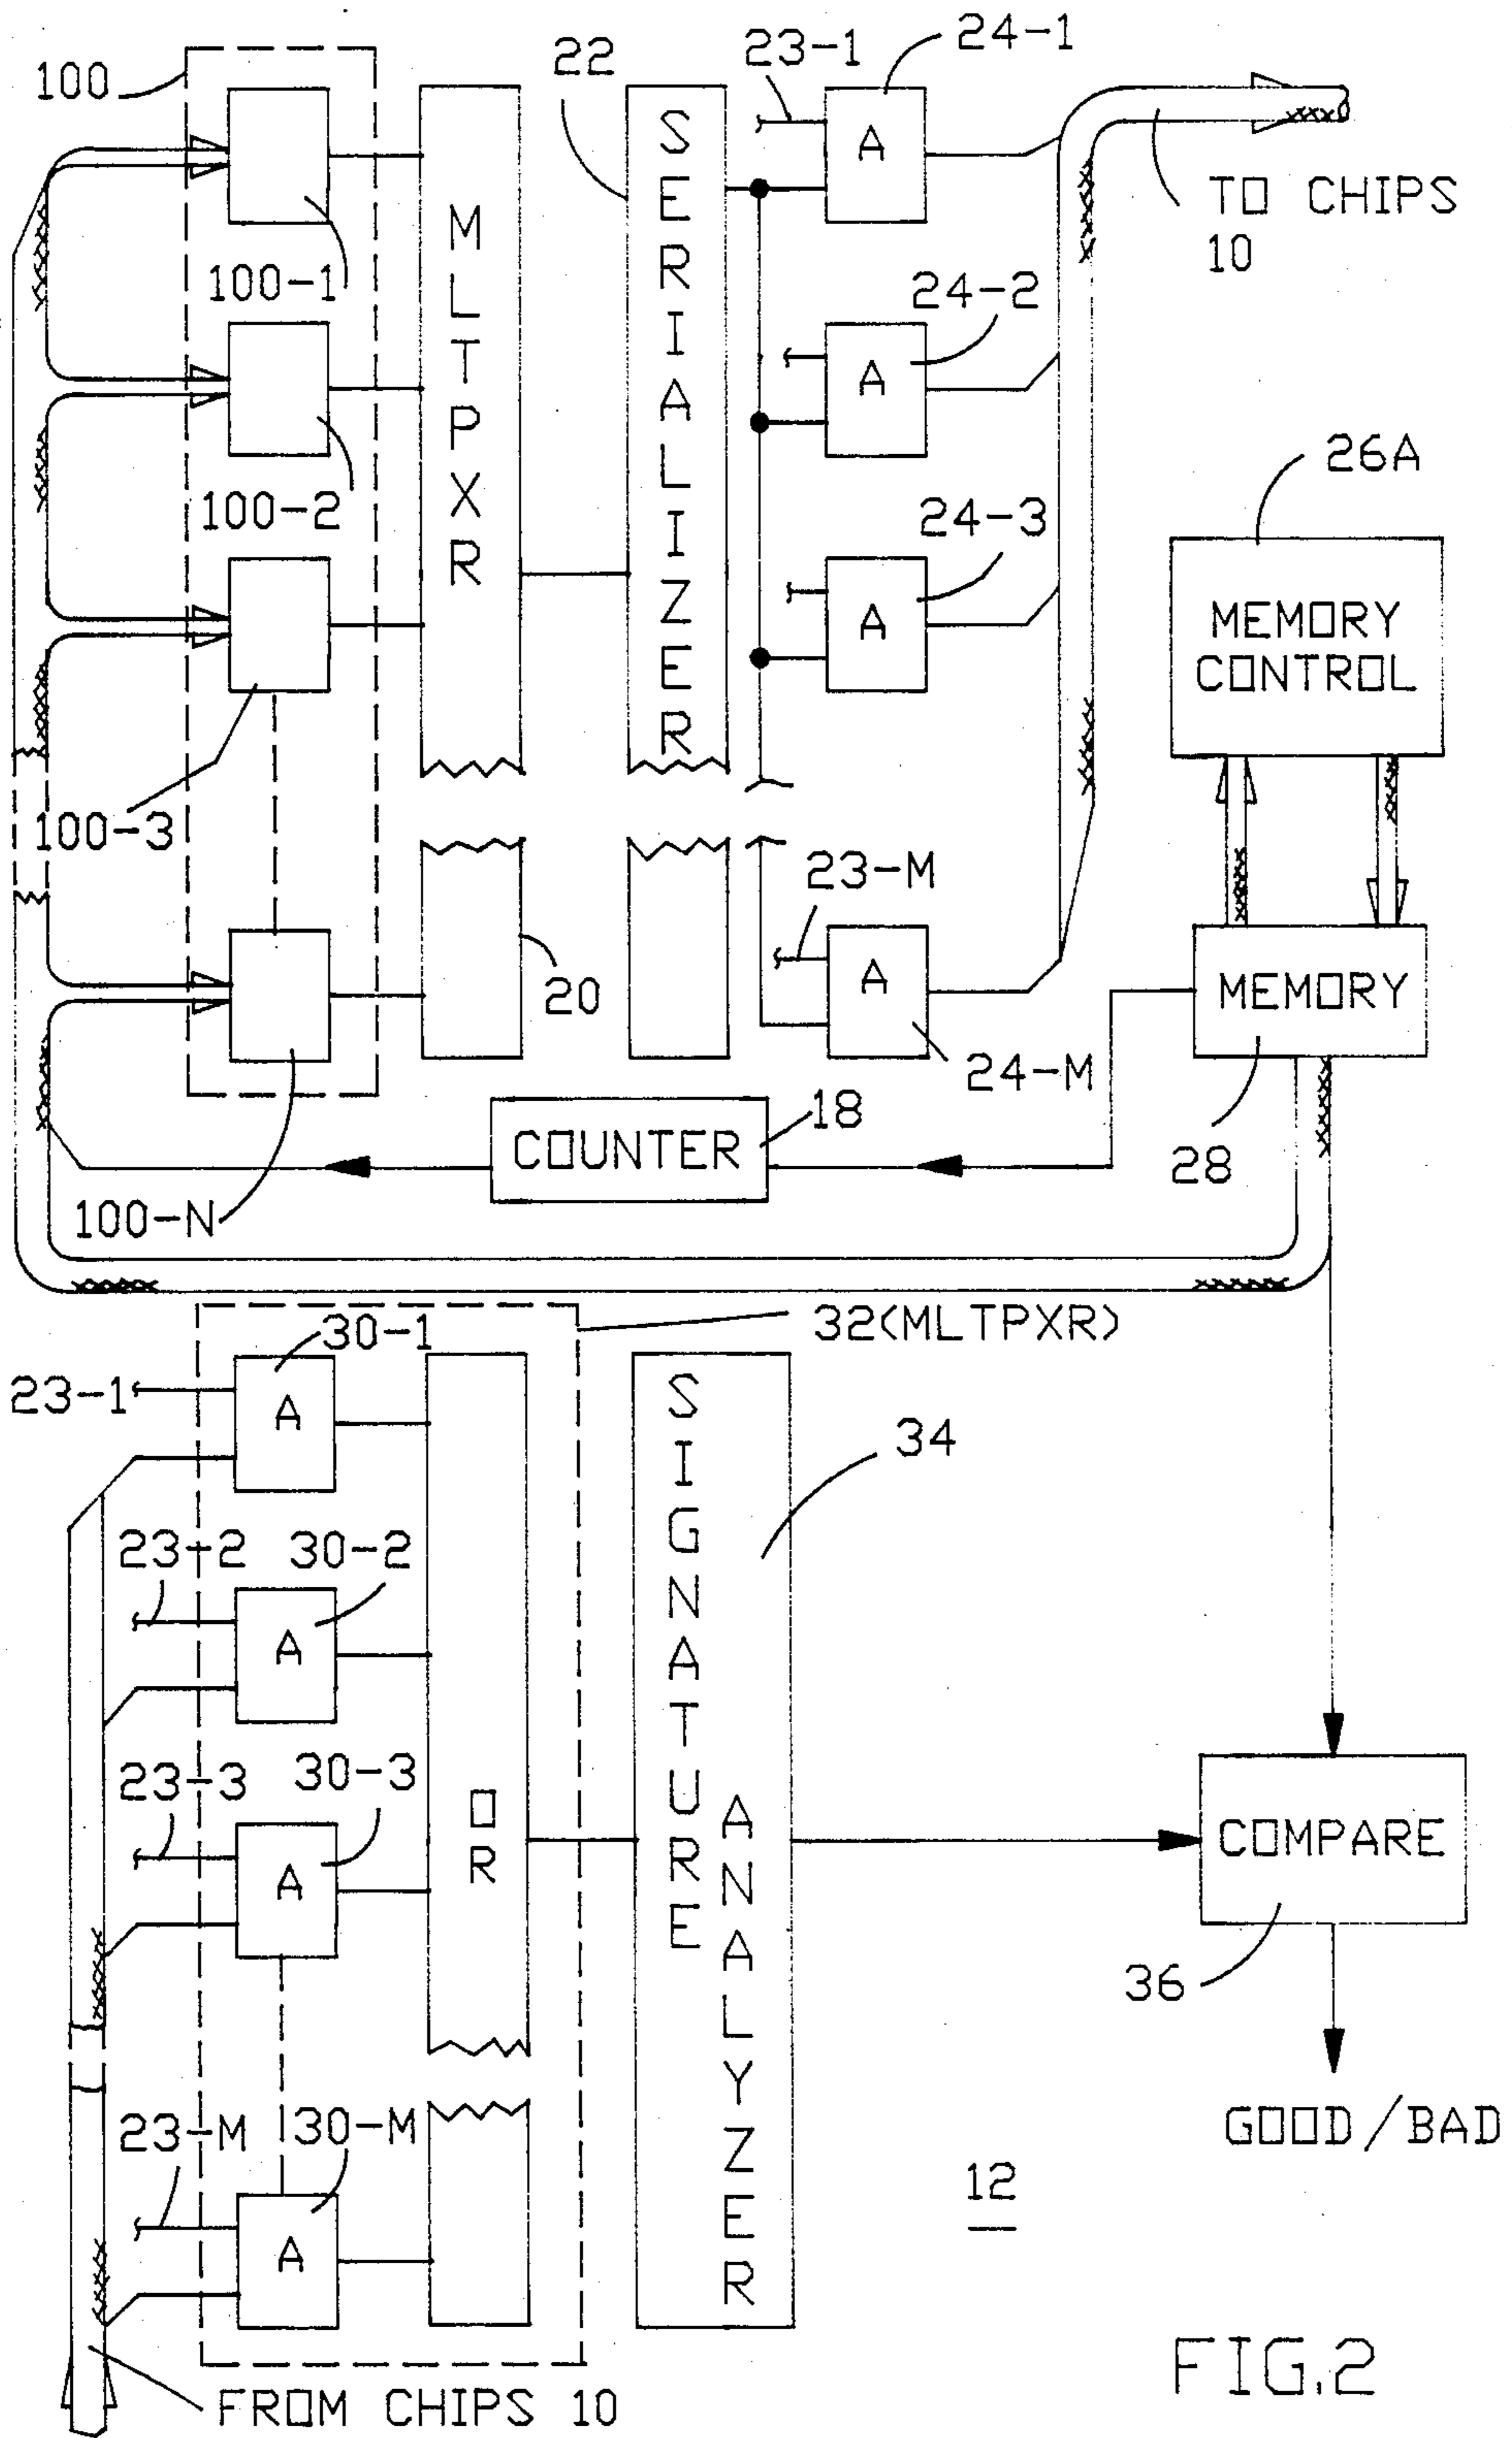 100
22
23-1
24-1
A
TO CHIPS
10
100-1
MLTPXR
SERIALIZER
24-2
A
100-2
24-3
A
26A
MEMORY
CONTROL
100-3
23-M
A
20
MEMORY
24-M
18
COUNTER
28
100-N
32(MLTPXR)
30-1
23-1
A
34
SIGNATURE
ANALYZER
23-2
30-2
A
23-3
30-3
A
OR
COMPARE
36
23-M
30-M
A
GOOD/BAD
12
FROM CHIPS 10
FIG.2